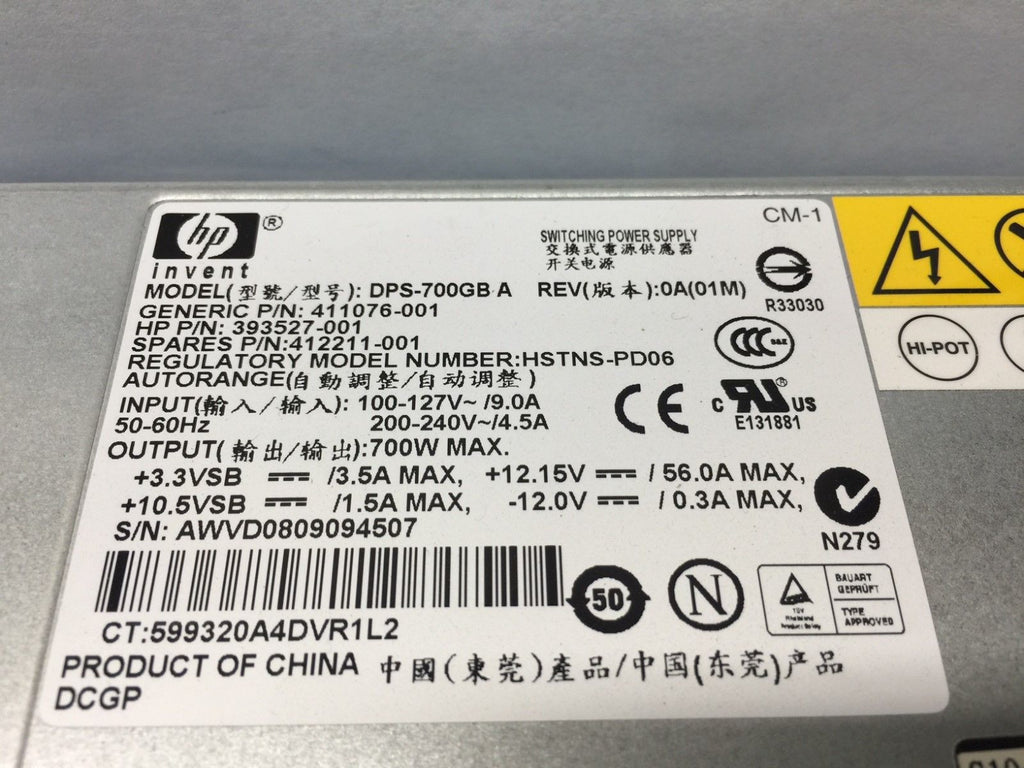 hp ®
invent
CM-1
SWITCHING POWER SUPPLY
交換式電源供應器
开关电源
R33030
MODEL(型號/型号): DPS-700GB A REV(版本):0A(01M)
GENERIC P/N: 411076-001
HP P/N: 393527-001
SPARES P/N:412211-001
REGULATORY MODEL NUMBER:HSTNS-PD06
AUTORANGE(自動調整/自动调整)
INPUT(輸入/输入): 100-127V~ /9.0A
50-60Hz 200-240V~/4.5A
OUTPUT(輸出/输出):700W MAX.
+3.3VSB /3.5A MAX, +12.15V / 56.0A MAX,
+10.5VSB /1.5A MAX, -12.0V / 0.3A MAX,
S/N: AWVD0809094507
CCC S&E
CE
c RU ® US
E131881
N279
50
N
TÜV
BAUART
GEPRÜFT
TYPE
APPROVED
CT:599320A4DVR1L2
PRODUCT OF CHINA 中國(東莞)產品/中国(东莞)产品
DCGP
HI-POT